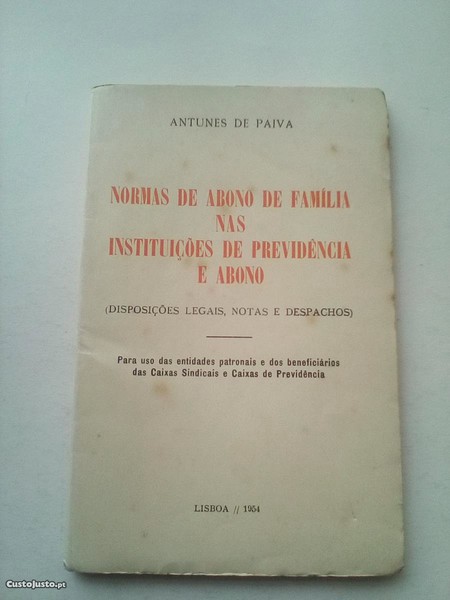 ANTUNES DE PAIVA
NORMAS DE ABONO DE FAMÍLIA
NAS
INSTITUIÇÕES DE PREVIDÊNCIA
E ABONO
(DISPOSIÇÕES LEGAIS, NOTAS E DESPACHOS)
Para uso das entidades patronais e dos beneficiários
das Caixas Sindicais e Caixas de Previdência
LISBOA // 1954
CustoJusto.pt